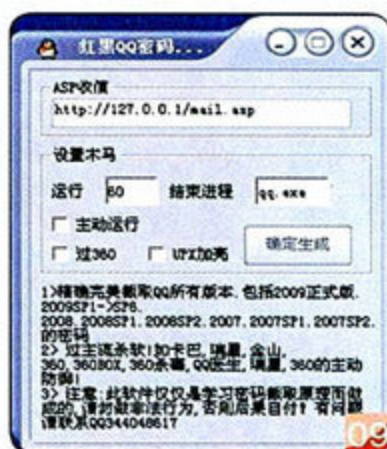 红黑QQ密码...
ASP收信
http://127.0.0.1/mail.asp
设置木马
运行 60 结束进程 qq.exe
主动运行
过360 UPX加壳 确定生成
1>精确完美截取QQ所有版本.包括2009正式版.
2009SP1->SP6.
2008.2008SP1.2008SP2.2007.2007SP1.2007SP2.
的密码
2> 过主流杀软!如卡巴,瑞星,金山,
360,360BOX,360杀毒,QQ医生,瑞星,360的主动
防御!
3> 注意:此软件仅仅是学习密码截取原理而做
成的,请勿做非法行为,否则后果自付!有问题
请联系QQ344048617
09